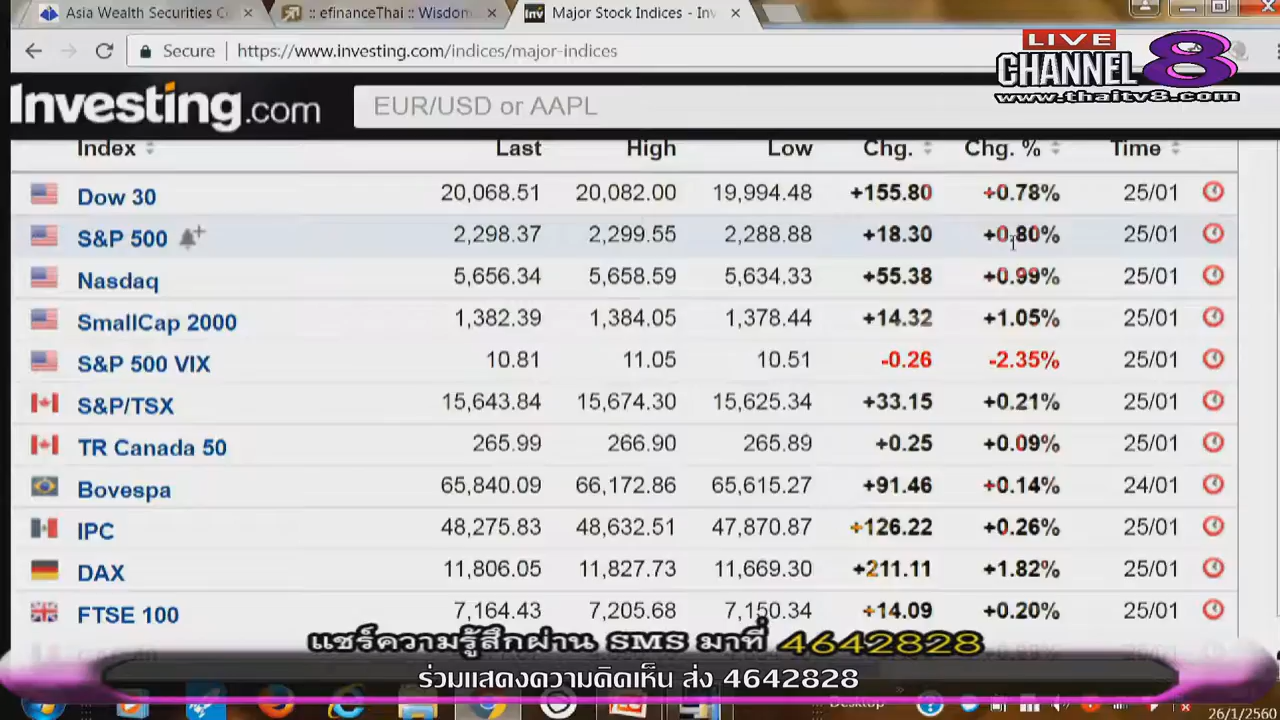 Asia Wealth Securities C
:: efinanceThai :: Wisdom
Major Stock Indices - Inv
Secure https://www.investing.com/indices/major-indices
LIVE
CHANNEL 8
www.thaitv8.com
Investing.com EUR/USD or AAPL
Index Last High Low Chg. Chg. % Time
Dow 30 20,068.51 20,082.00 19,994.48 +155.80 +0.78% 25/01
S&P 500 2,298.37 2,299.55 2,288.88 +18.30 +0.80% 25/01
Nasdaq 5,656.34 5,658.59 5,634.33 +55.38 +0.99% 25/01
SmallCap 2000 1,382.39 1,384.05 1,378.44 +14.32 +1.05% 25/01
S&P 500 VIX 10.81 11.05 10.51 -0.26 -2.35% 25/01
S&P/TSX 15,643.84 15,674.30 15,625.34 +33.15 +0.21% 25/01
TR Canada 50 265.99 266.90 265.89 +0.25 +0.09% 25/01
Bovespa 65,840.09 66,172.86 65,615.27 +91.46 +0.14% 24/01
IPC 48,275.83 48,632.51 47,870.87 +126.22 +0.26% 25/01
DAX 11,806.05 11,827.73 11,669.30 +211.11 +1.82% 25/01
FTSE 100 7,164.43 7,205.68 7,150.34 +14.09 +0.20% 25/01
แชร์ความรู้สึกผ่าน SMS มาที่ 4642828
ร่วมแสดงความคิดเห็น ส่ง 4642828
Desktop
26/1/2560